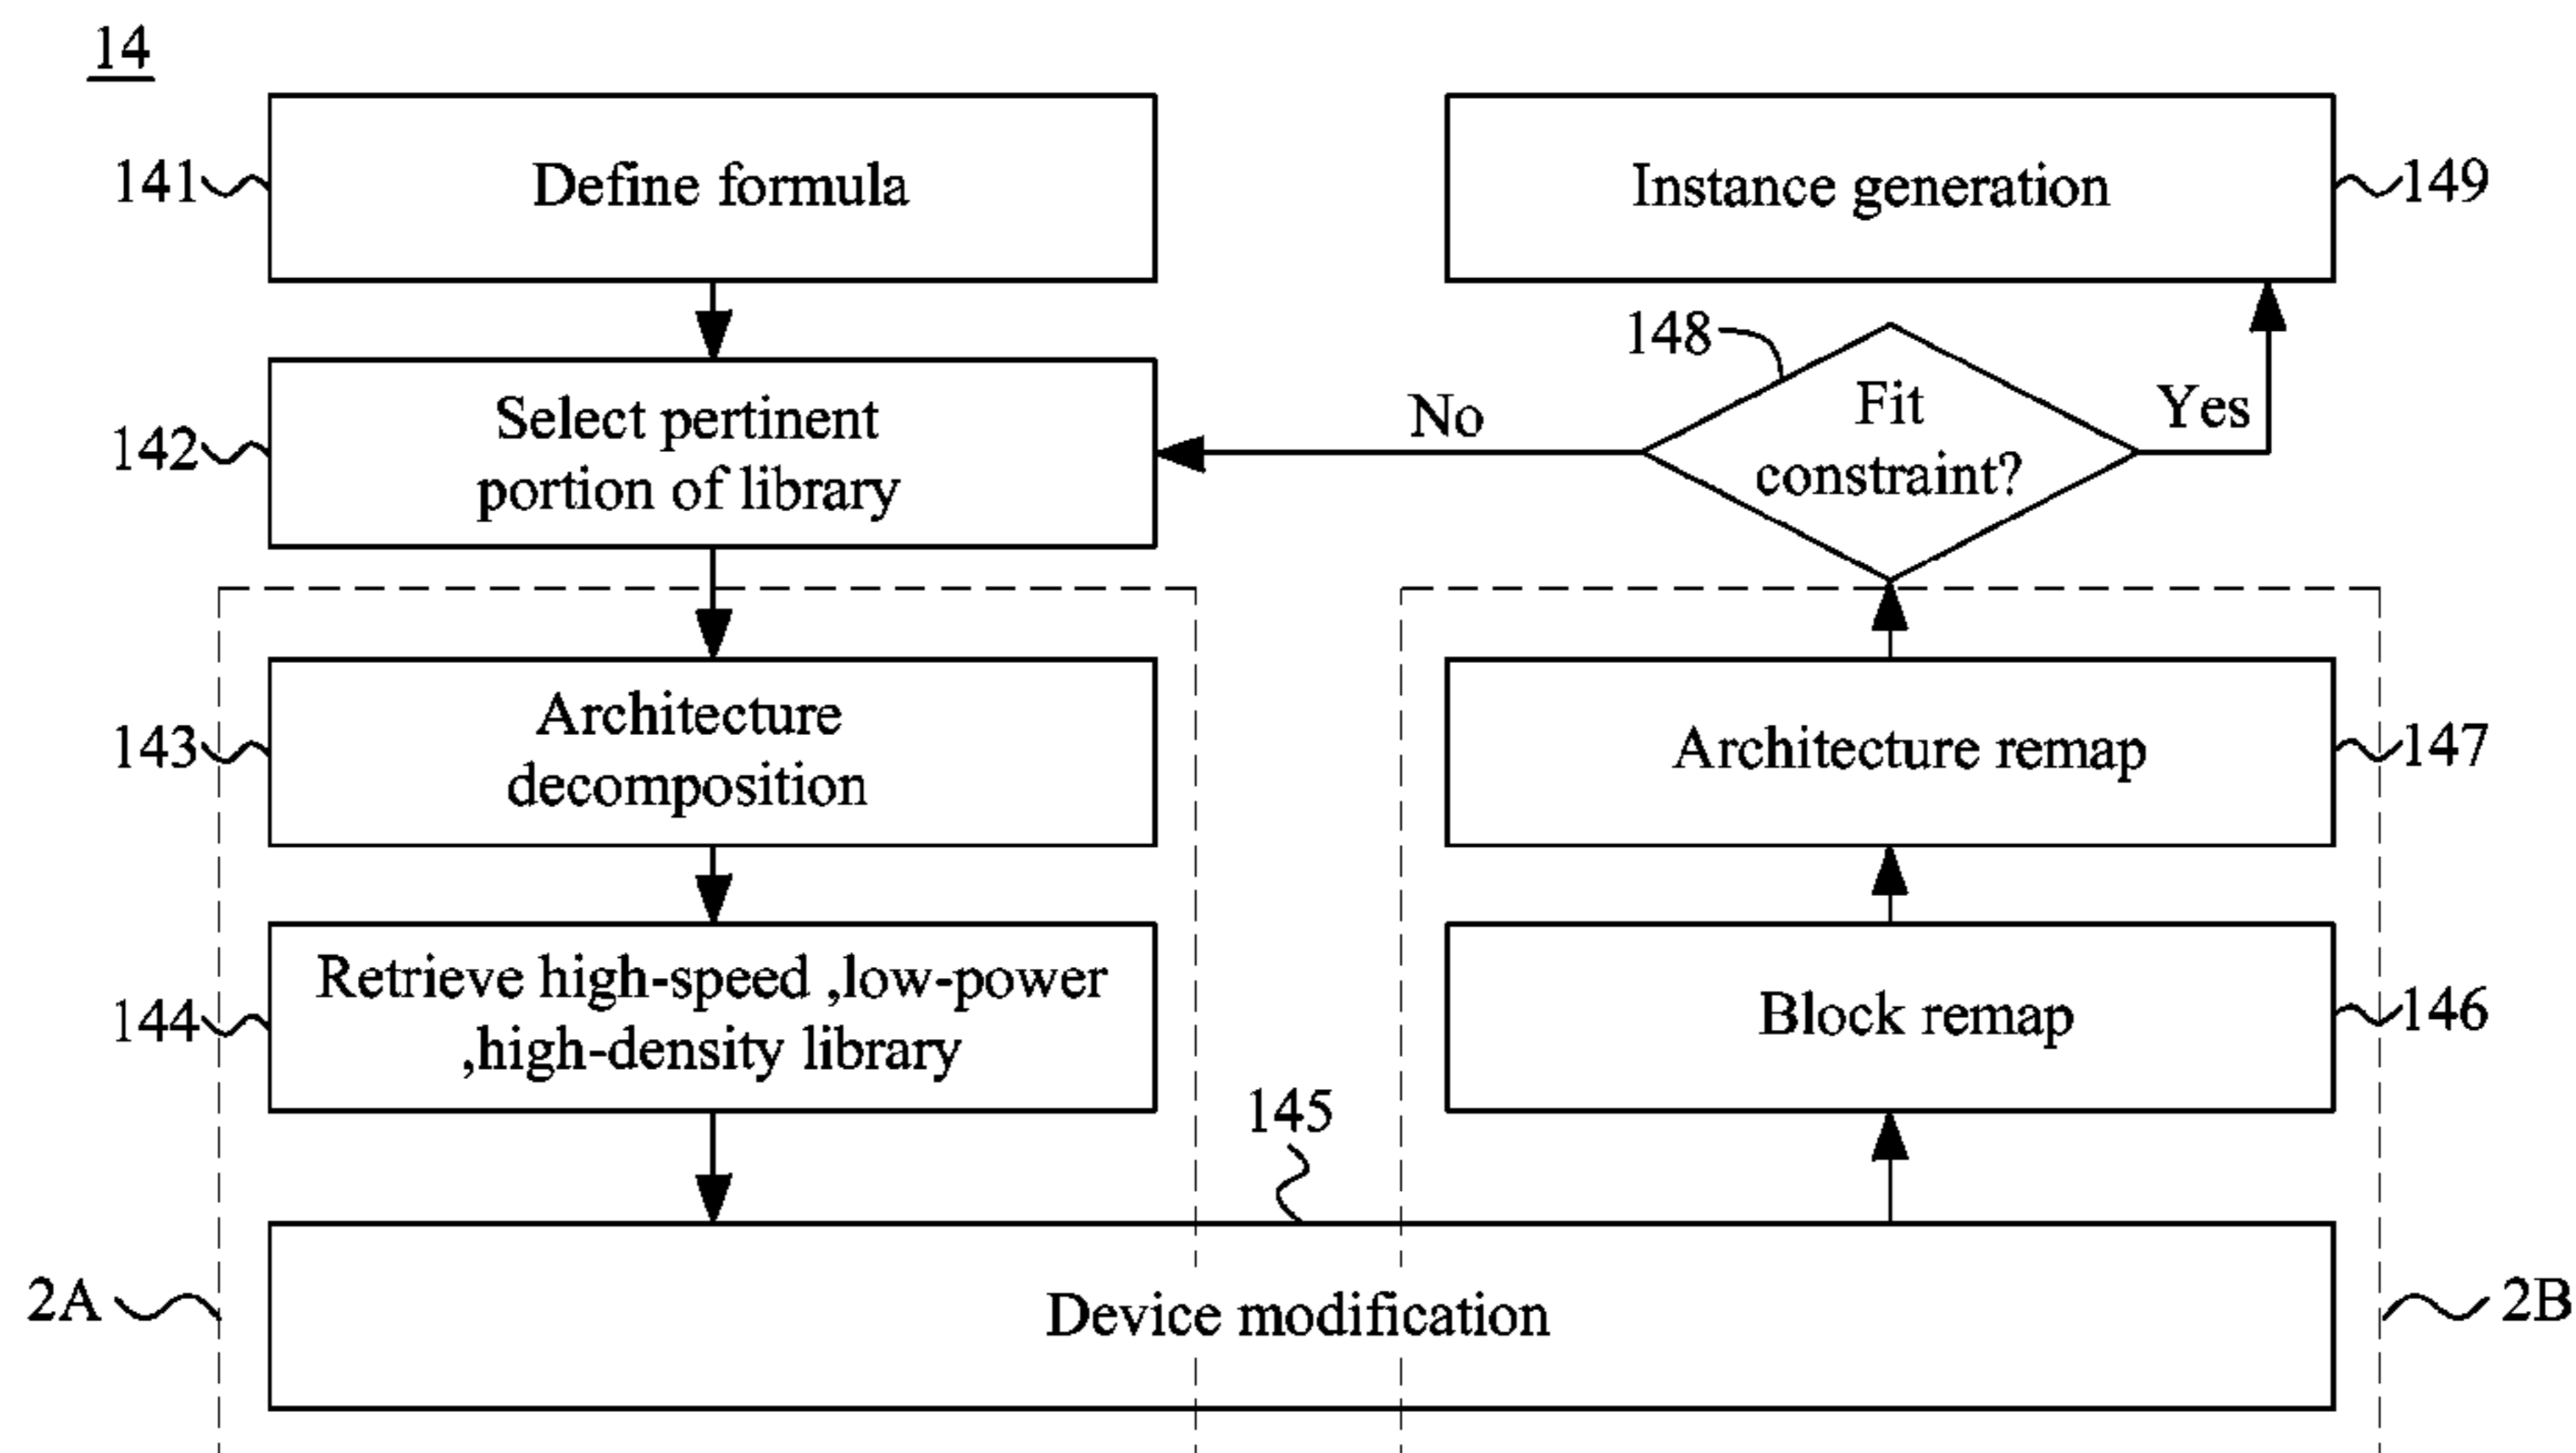 14
141
Define formula
142
Select pertinent
portion of library
143
Architecture
decomposition
144
Retrieve high-speed ,low-power
,high-density library
145
Device modification
2A
2B
Block remap
146
Architecture remap
147
148
Fit
constraint?
No
Yes
Instance generation
149